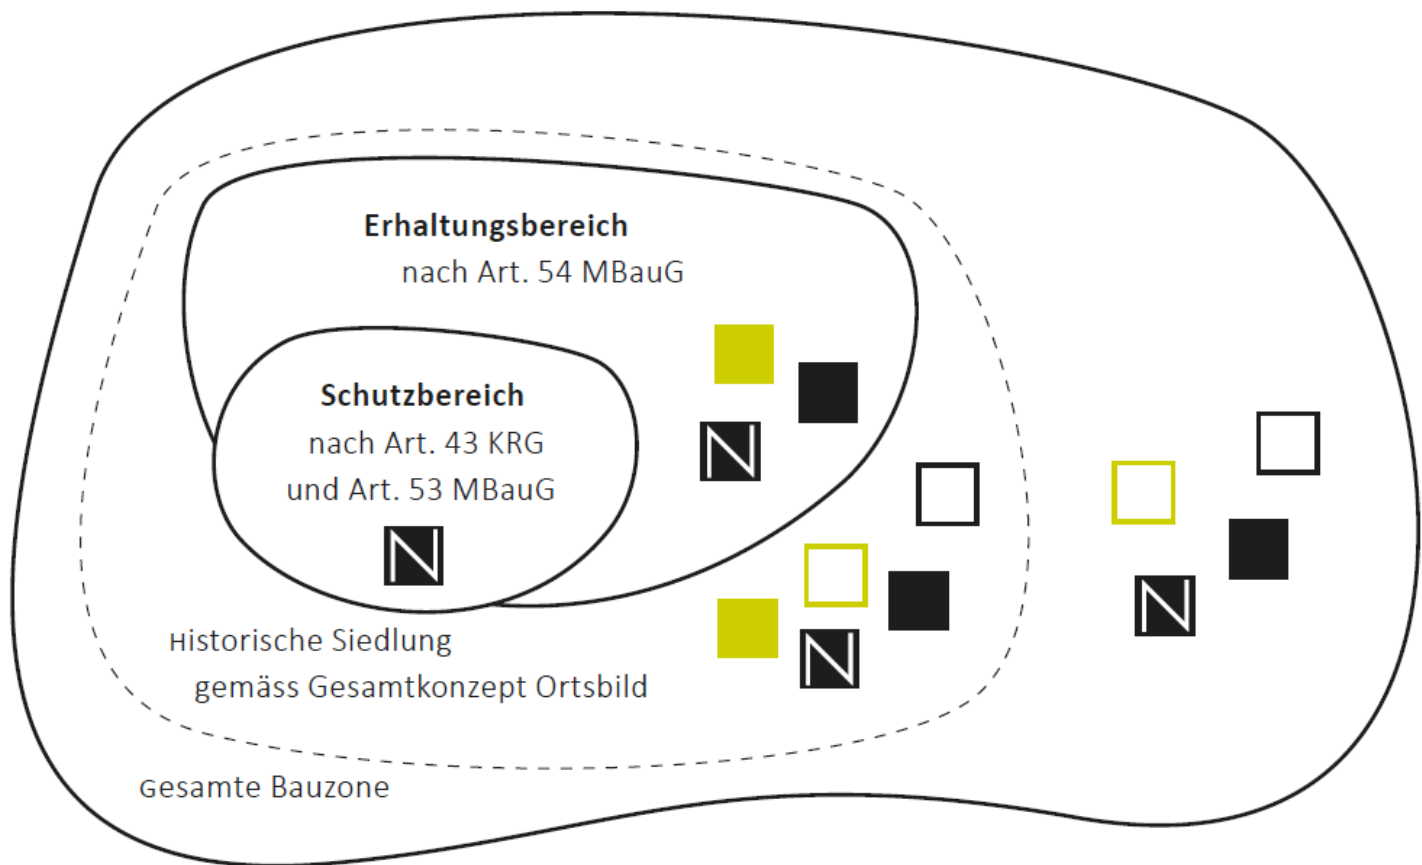 Erhaltungsbereich
nach Art. 54 MBauG
Schutzbereich
nach Art. 43 KRG
und Art. 53 MBauG
N
N
N
N
Historische Siedlung
gemäss Gesamtkonzept Ortsbild
Gesamte Bauzone